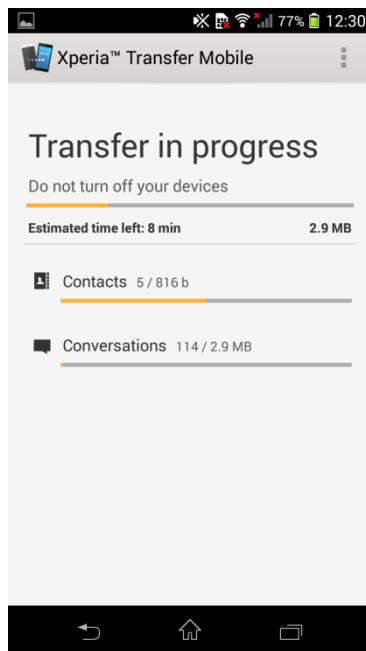 77% 12:30
Xperia™ Transfer Mobile
Transfer in progress
Do not turn off your devices
Estimated time left: 8 min 2.9 MB
Contacts 5 / 816 b
Conversations 114 / 2.9 MB